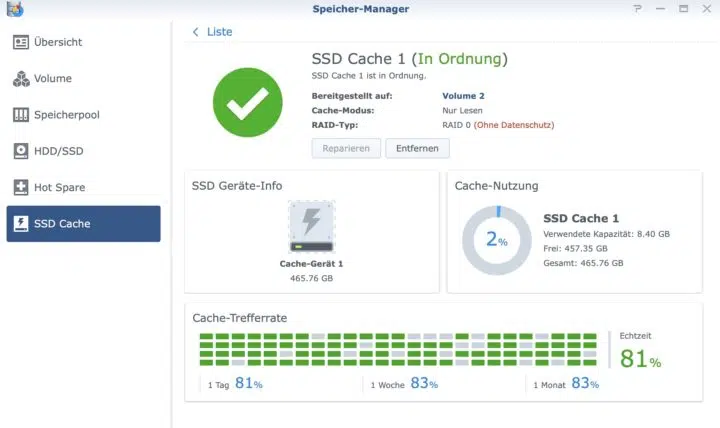 Speicher-Manager
Übersicht
Volume
Speicherpool
HDD/SSD
Hot Spare
SSD Cache
Liste
SSD Cache 1 (In Ordnung)
SSD Cache 1 ist in Ordnung.
Bereitgestellt auf: Volume 2
Cache-Modus: Nur Lesen
RAID-Typ: RAID 0 (Ohne Datenschutz)
Reparieren Entfernen
SSD Geräte-Info
Cache-Gerät 1
465.76 GB
Cache-Nutzung
2%
SSD Cache 1
Verwendete Kapazität: 8.40 GB
Frei: 457.35 GB
Gesamt: 465.76 GB
Cache-Trefferrate
Echtzeit
81%
1 Tag 81% 1 Woche 83% 1 Monat 83%